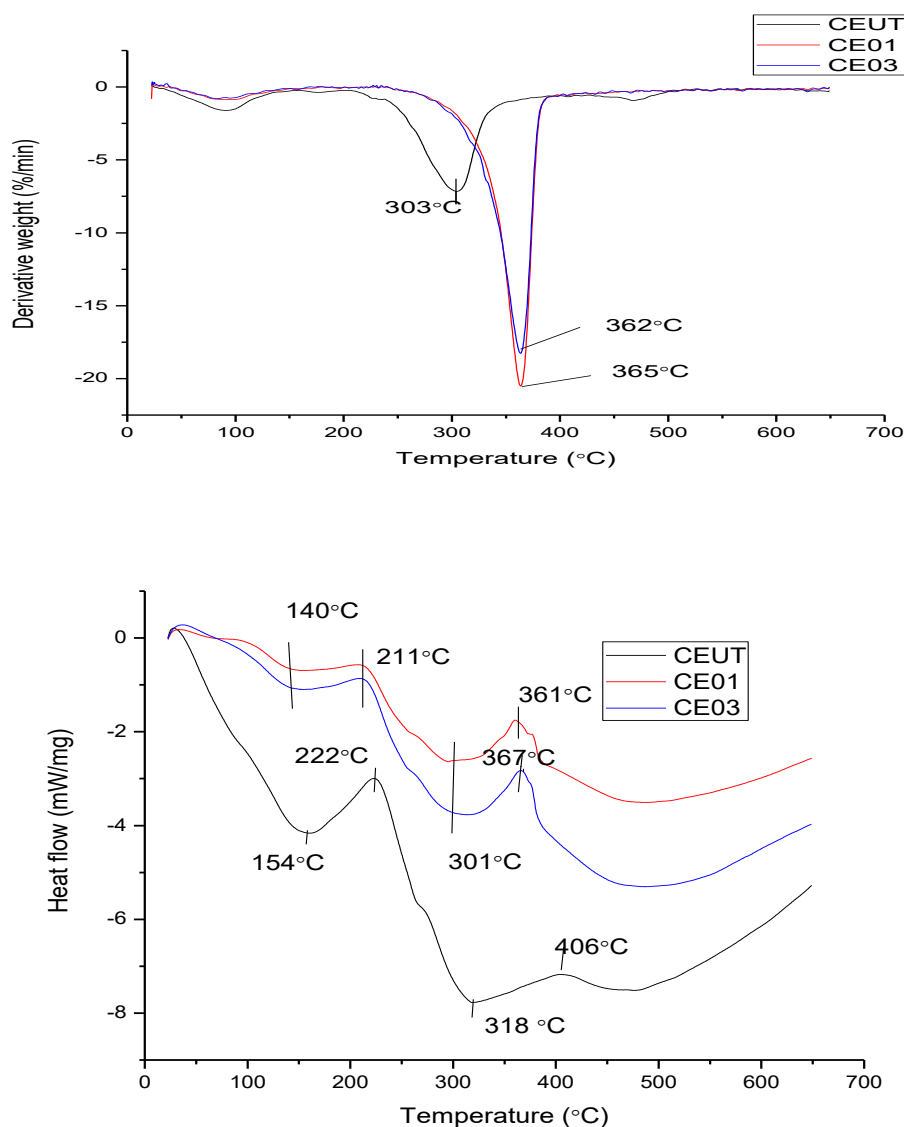 CEUT
CE01
CE03
0
-5
-10
-15
-20
303°C
362°C
365°C
0 100 200 300 400 500 600 700
Temperature (°C)
Derivative weight (%/min)
140°C
211°C
CEUT
CE01
CE03
361°C
222°C
367°C
154°C
301°C
406°C
318 °C
0
-2
-4
-6
-8
0 100 200 300 400 500 600 700
Temperature (°C)
Heat flow (mW/mg)